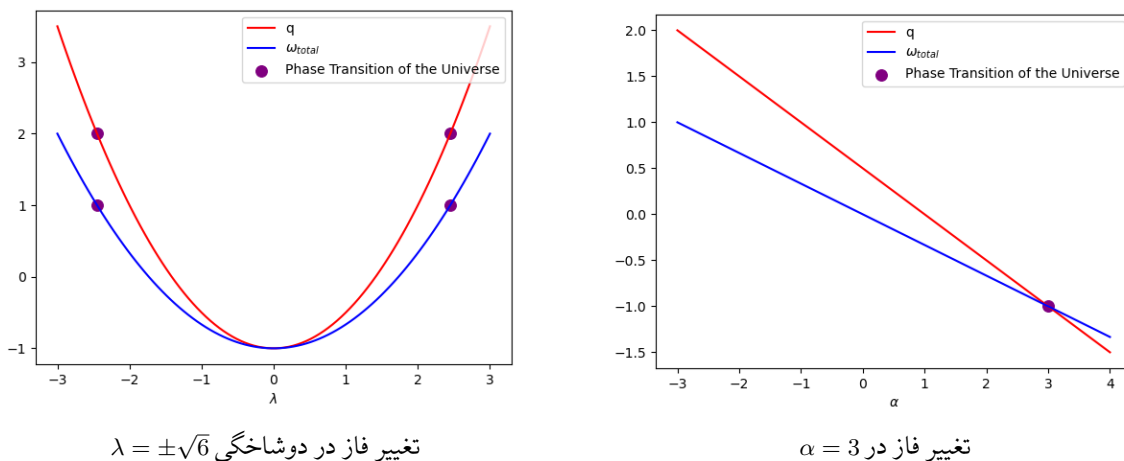 q
ω_total
Phase Transition of the Universe
3
2
1
0
−1
−3 −2 −1 0 1 2 3
λ
تغییر فاز در دوشاخگی λ = ±√6
q
ω_total
Phase Transition of the Universe
2.0
1.5
1.0
0.5
0.0
−0.5
−1.0
−1.5
−3 −2 −1 0 1 2 3 4
α
تغییر فاز در α = 3